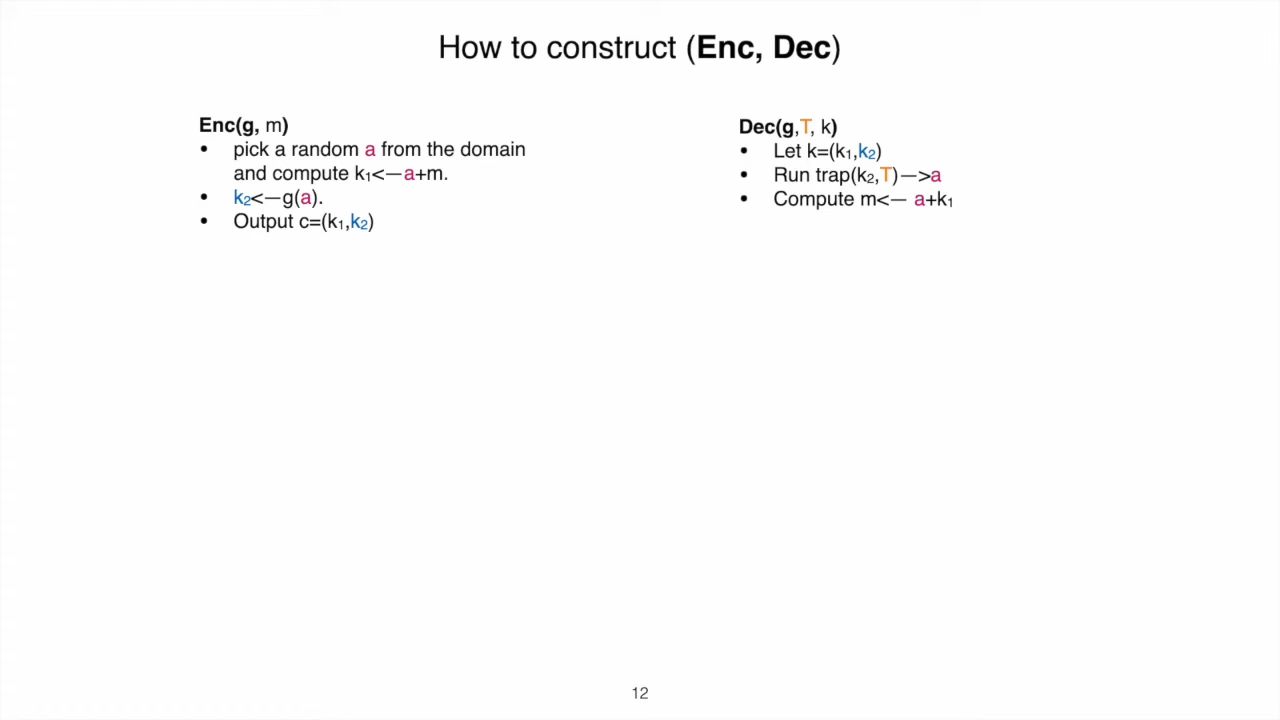 How to construct (Enc, Dec)
Enc(g, m)
• pick a random a from the domain
and compute k₁<—a+m.
• k₂<—g(a).
• Output c=(k₁,k₂)
Dec(g,T, k)
• Let k=(k₁,k₂)
• Run trap(k₂,T)—>a
• Compute m<— a+k₁
12